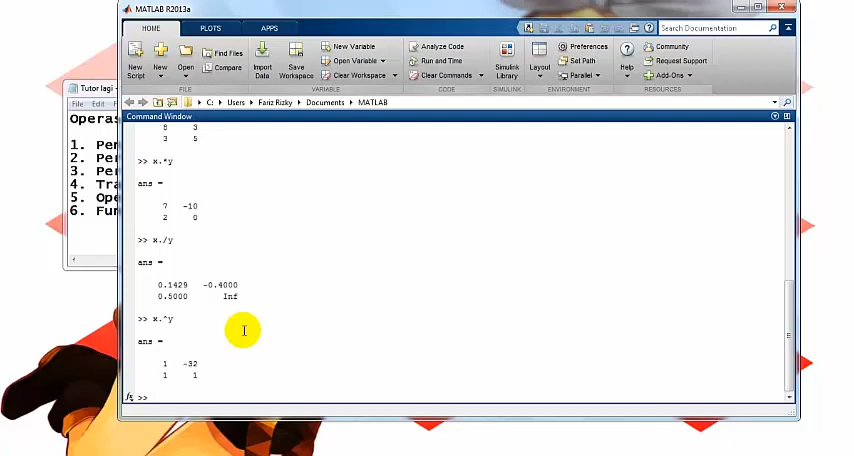 MATLAB R2013a
HOME PLOTS APPS
Search Documentation
New Script
New
Open
Find Files
Compare
Import Data
Save Workspace
New Variable
Open Variable
Clear Workspace
Analyze Code
Run and Time
Clear Commands
Simulink Library
Layout
Preferences
Set Path
Parallel
Help
Community
Request Support
Add-Ons
FILE VARIABLE CODE SIMULINK ENVIRONMENT RESOURCES
C: Users Fariz Rizky Documents MATLAB
Command Window
8 3
3 5
>> x.*y
ans =
7 -10
2 0
>> x./y
ans =
0.1429 -0.4000
0.5000 Inf
>> x.^y
ans =
1 -32
1 1
fx >>
Tutor lagi -
File Edit
Operas
1. Pen
2. Per
3. Per
4. Tra
5. Ope
6. Fun